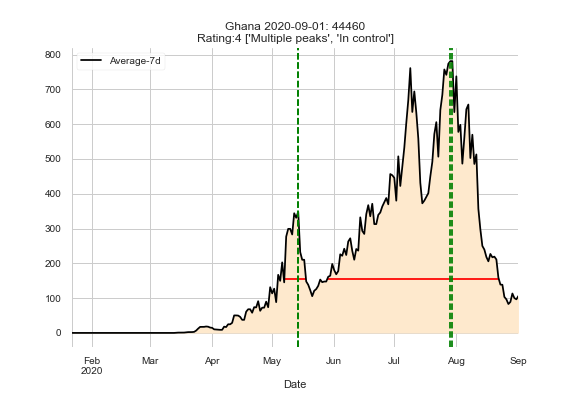 Ghana 2020-09-01: 44460
Rating:4 ['Multiple peaks', 'In control']
Average-7d
800
700
600
500
400
300
200
100
0
Feb
2020
Mar
Apr
May
Jun
Jul
Aug
Sep
Date